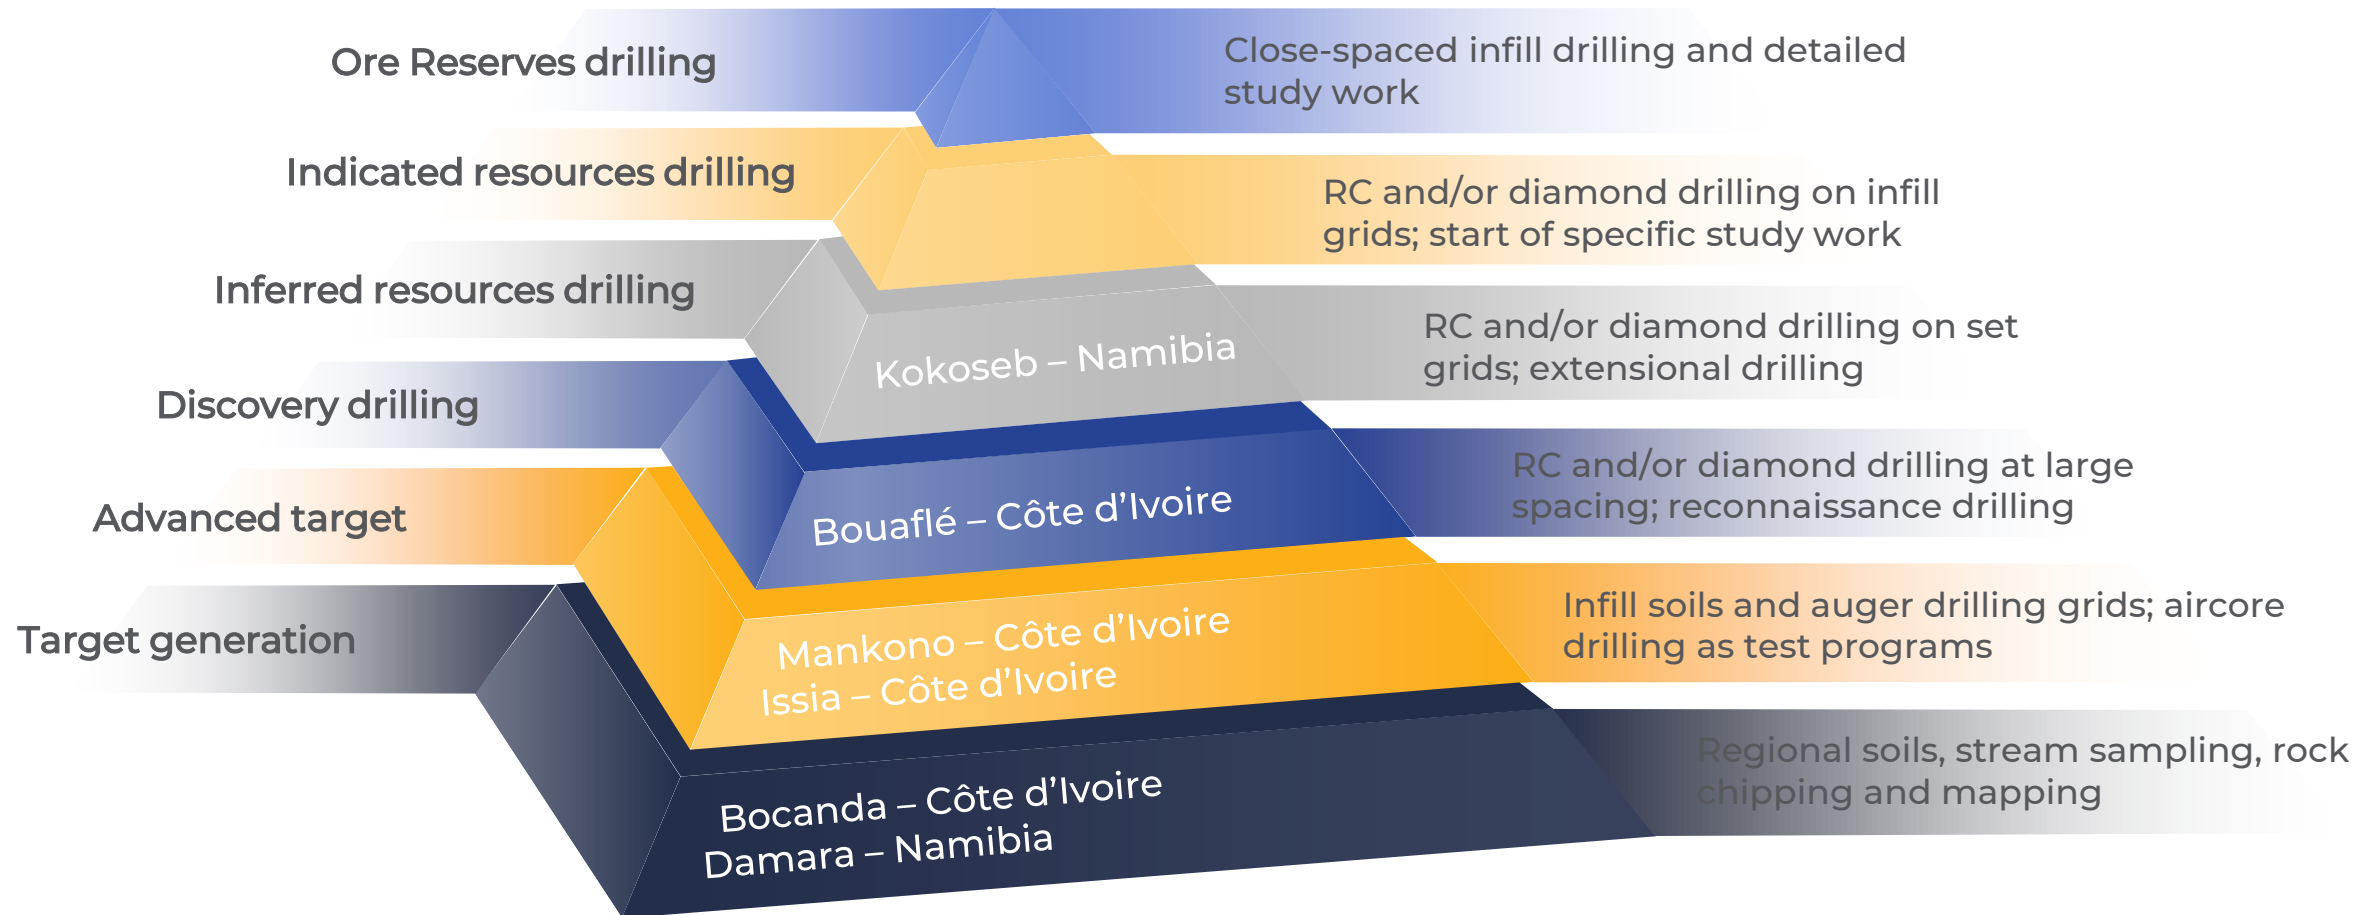 Ore Reserves drilling
Close-spaced infill drilling and detailed
study work
Indicated resources drilling
RC and/or diamond drilling on infill
grids; start of specific study work
Inferred resources drilling
Kokoseb – Namibia
RC and/or diamond drilling on set
grids; extensional drilling
Discovery drilling
Bouaflé – Côte d’Ivoire
RC and/or diamond drilling at large
spacing; reconnaissance drilling
Advanced target
Mankono – Côte d’Ivoire
Issia – Côte d’Ivoire
Infill soils and auger drilling grids; aircore
drilling as test programs
Target generation
Bocanda – Côte d’Ivoire
Damara – Namibia
Regional soils, stream sampling, rock
chipping and mapping